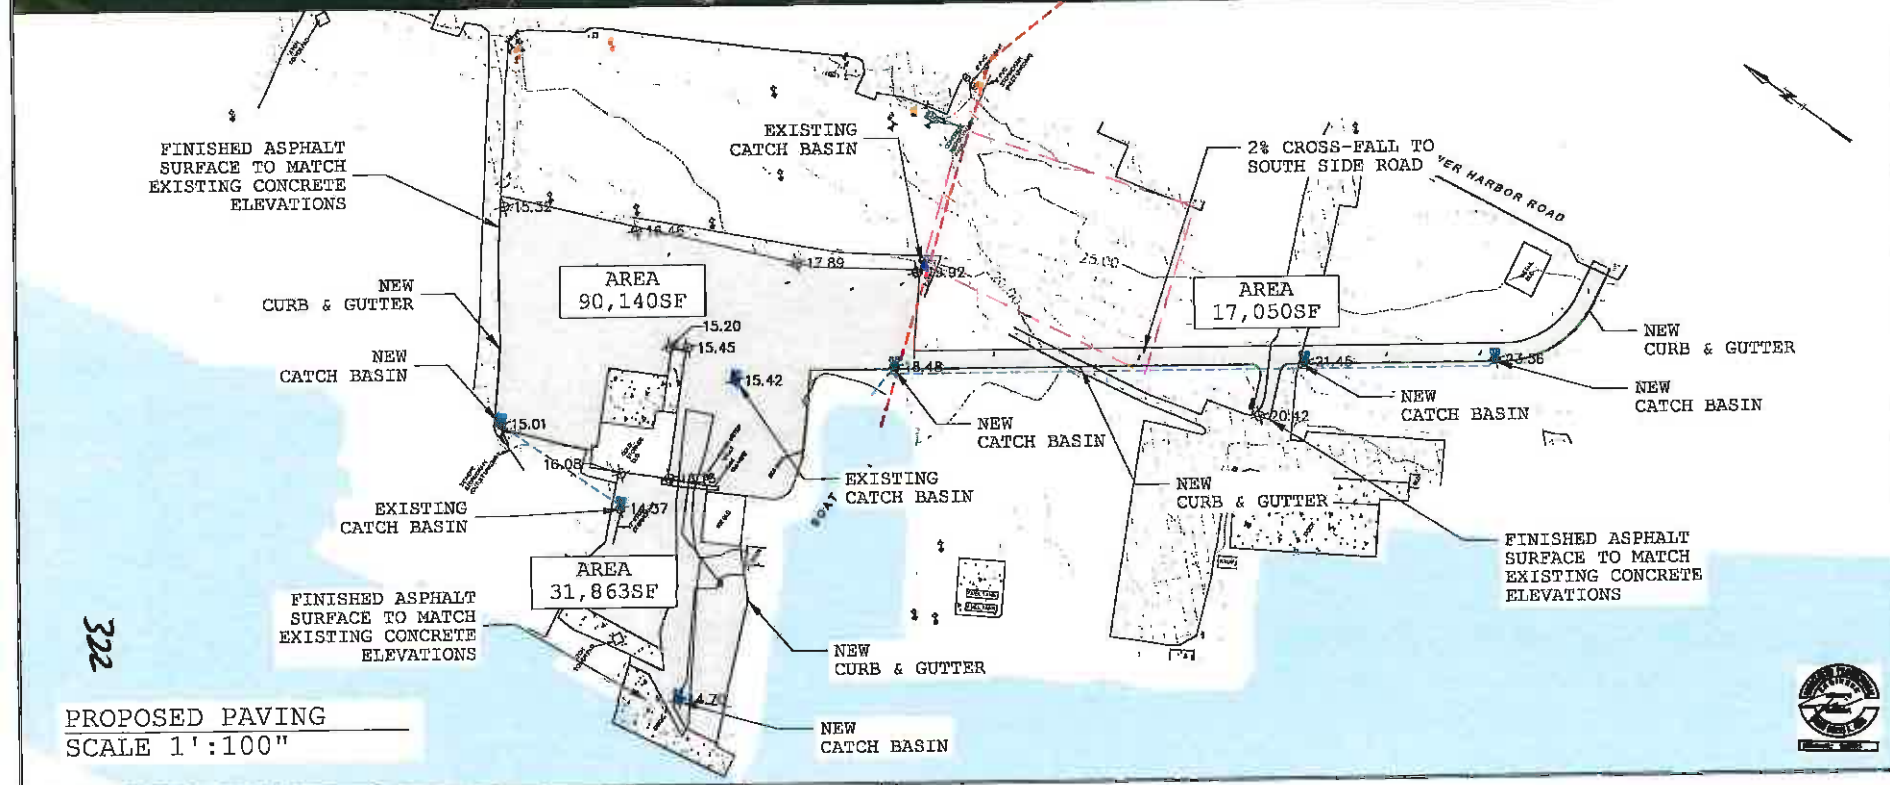 FINISHED ASPHALT
SURFACE TO MATCH
EXISTING CONCRETE
ELEVATIONS
EXISTING
CATCH BASIN
2% CROSS-FALL TO
SOUTH SIDE ROAD
VER HARBOR ROAD
15.32
16.46
17.89
25.00
20.00
NEW
CURB & GUTTER
AREA
90,140SF
AREA
17,050SF
NEW
CURB & GUTTER
15.20
15.45
NEW
CATCH BASIN
15.42
18.48
21.46
23.56
NEW
CATCH BASIN
NEW
CATCH BASIN
15.01
NEW
CATCH BASIN
20.42
16.08
EXISTING
CATCH BASIN
NEW
CURB & GUTTER
BOAT
EXISTING
CATCH BASIN
14.37
FINISHED ASPHALT
SURFACE TO MATCH
EXISTING CONCRETE
ELEVATIONS
AREA
31,863SF
FINISHED ASPHALT
SURFACE TO MATCH
EXISTING CONCRETE
ELEVATIONS
322
NEW
CURB & GUTTER
NEW
CATCH BASIN
PROPOSED PAVING
SCALE 1':100"
N